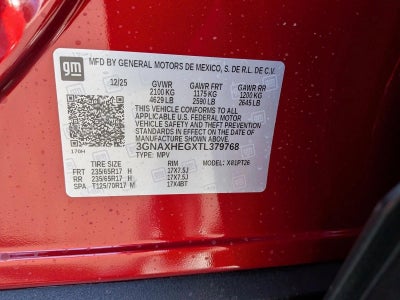 gm
MFD BY GENERAL MOTORS DE MEXICO, S. DE R.L. DE C.V.
12/25 GVWR GAWR FRT GAWR RR
2100 KG 1175 KG 1200 KG
4629 LB 2590 LB 2645 LB
THIS VEHICLE CONFORMS TO ALL
APPLICABLE U.S. FEDERAL MOTOR
VEHICLE SAFETY AND THEFT PREVENTION
STANDARDS IN EFFECT ON THE DATE OF
MANUFACTURE SHOWN ABOVE.
3GNAXHEGXTL379768
170H TYPE: MPV MODEL: X81PT26
TIRE SIZE RIM
FRT 235/65R17 H 17X7.5J
RR 235/65R17 H 17X7.5J
SPA T125/70R17 M 17X4BT